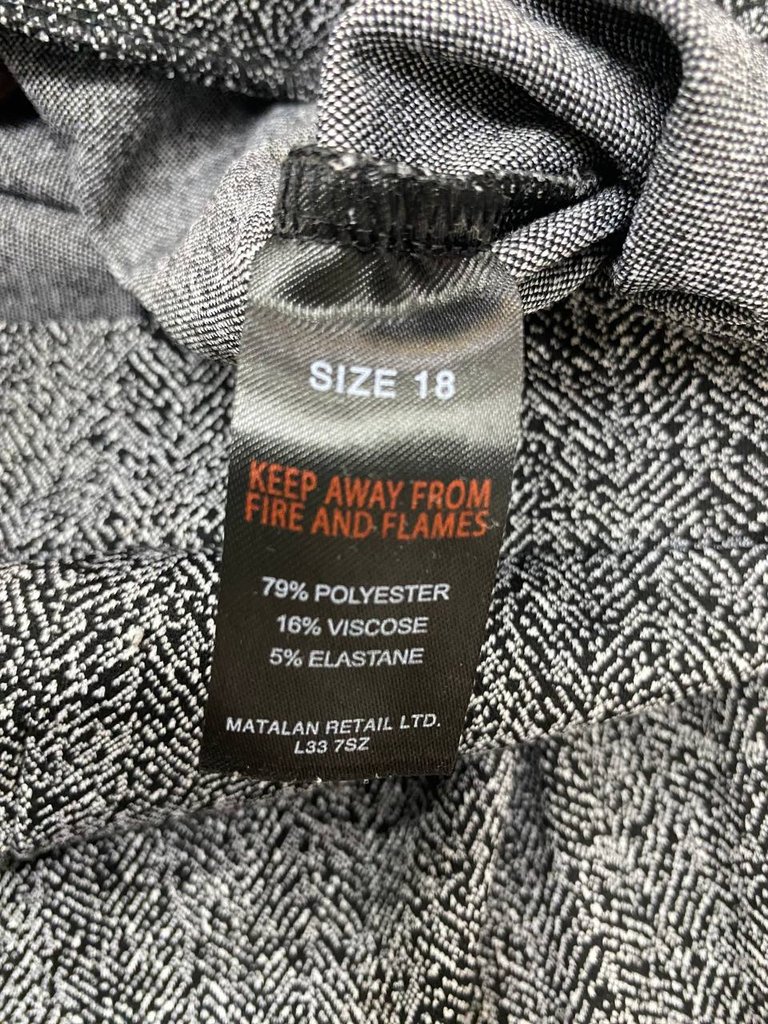 SIZE 18
KEEP AWAY FROM
FIRE AND FLAMES
79% POLYESTER
16% VISCOSE
5% ELASTANE
MATALAN RETAIL LTD.
L33 7SZ